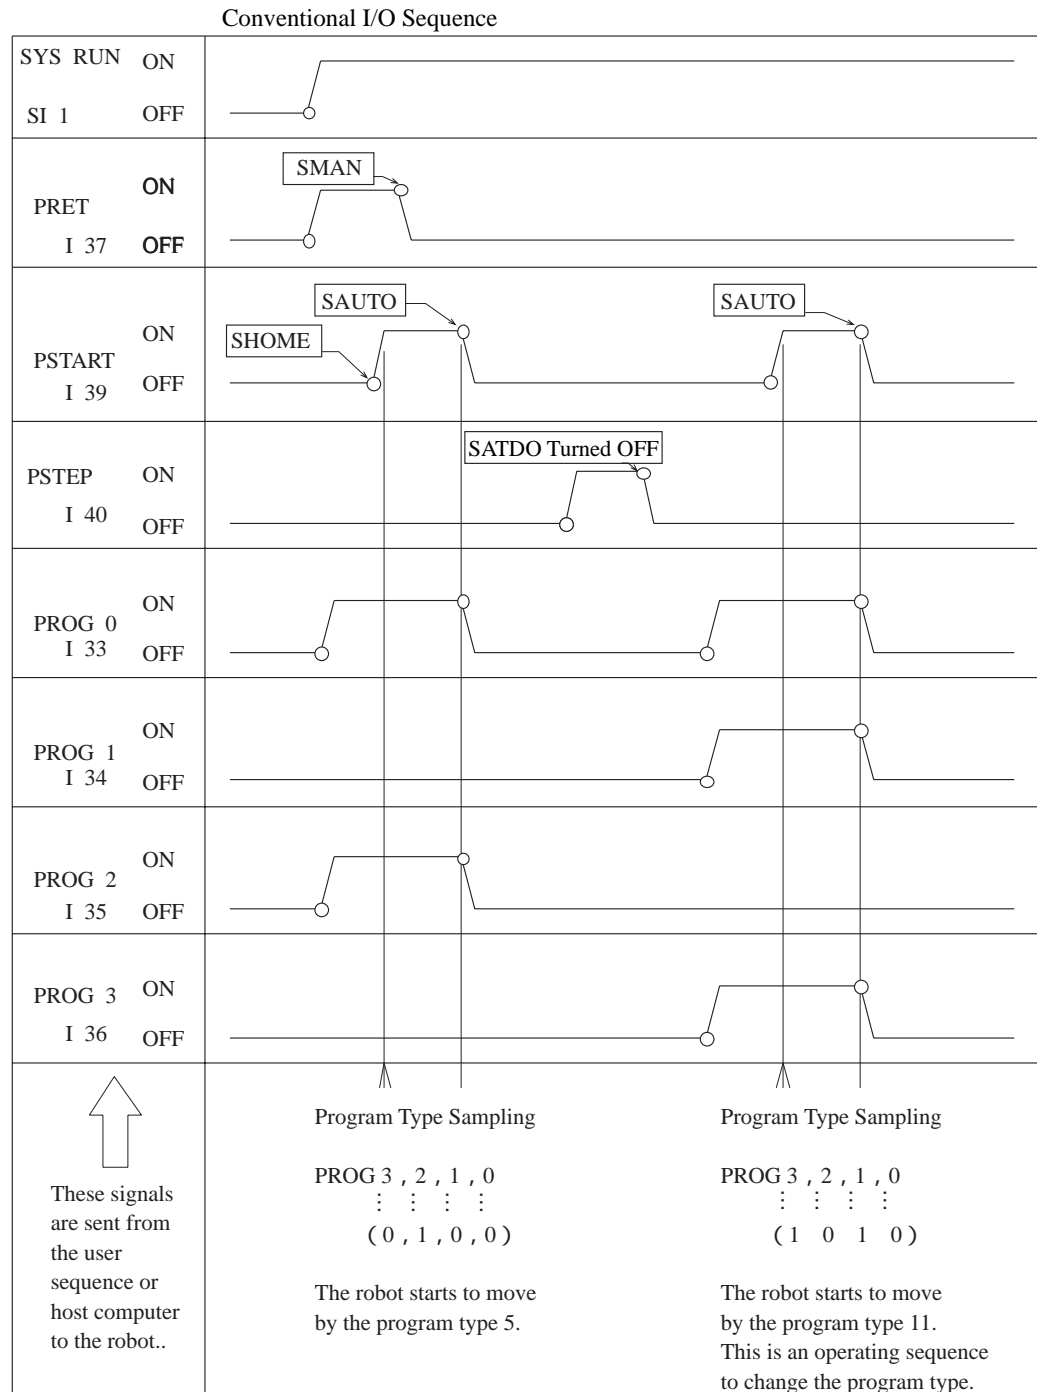 Conventional I/O Sequence
SYS RUN ON
SI 1 OFF
SMAN
ON
PRET
I 37 OFF
SAUTO
SAUTO
ON
SHOME
PSTART
I 39 OFF
SATDO Turned OFF
PSTEP ON
I 40
OFF
ON
PROG 0
I 33 OFF
ON
PROG 1
I 34 OFF
ON
PROG 2
I 35 OFF
PROG 3 ON
I 36 OFF
These signals
are sent from
the user
sequence or
host computer
to the robot..
Program Type Sampling
PROG 3 , 2 , 1 , 0
( 0 , 1 , 0 , 0 )
The robot starts to move
by the program type 5.
Program Type Sampling
PROG 3 , 2 , 1 , 0
( 1 0 1 0 )
The robot starts to move
by the program type 11.
This is an operating sequence
to change the program type.